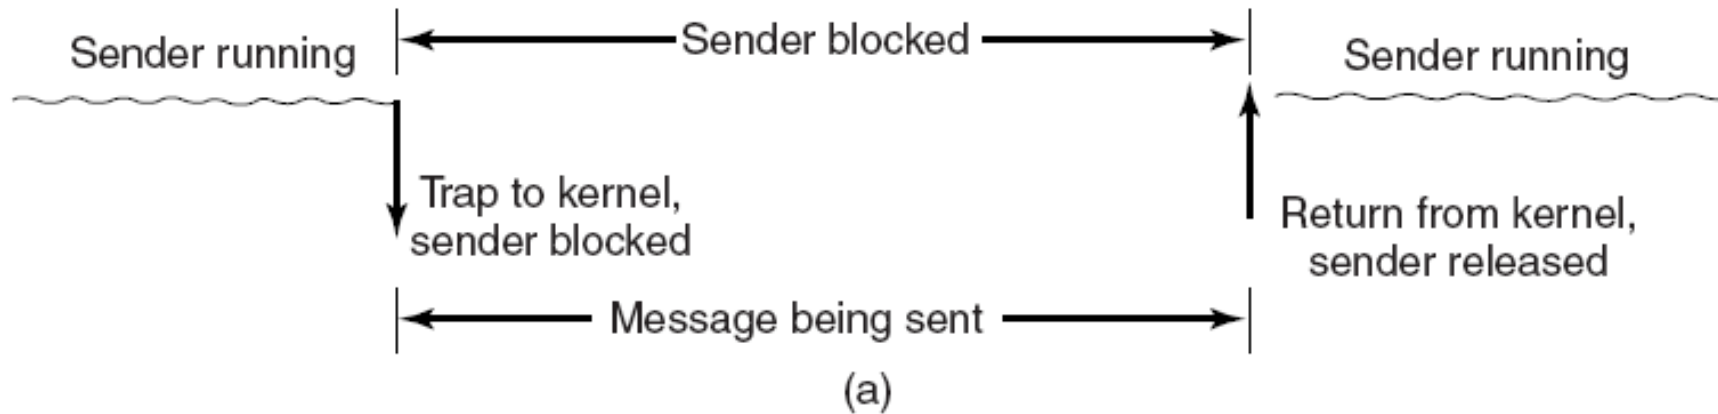 Sender running
Sender blocked
Sender running
Trap to kernel,
sender blocked
Return from kernel,
sender released
Message being sent
(a)